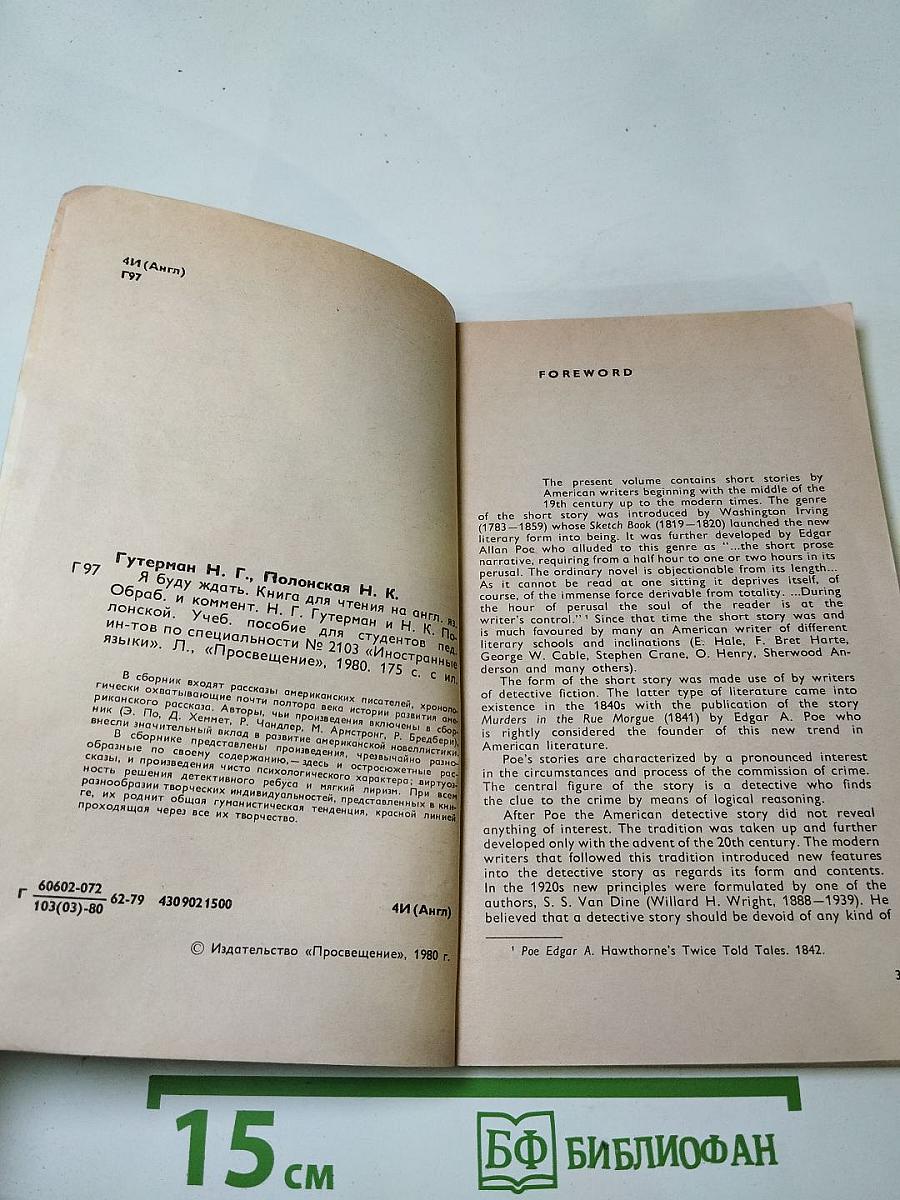 4И(Англ)
Г97
Гутерман Н. Г., Полонская Н. К.
Г97
Я буду ждать. Книга для чтения на англ. яз.
Обраб. и коммент. Н. Г. Гутерман и Н. К. По-
лонской. Учеб. пособие для студентов пед.
ин-тов по специальности № 2103 «Иностранные
языки». Л., «Просвещение», 1980. 175 с. с ил.
В сборник входят рассказы американских писателей, хроноло-
гически охватывающие почти полтора века истории развития аме-
риканского рассказа. Авторы, чьи произведения включены в сбор-
ник (Э. По, Д. Хеммет, Р. Чандлер, М. Армстронг, Р. Бредбери),
внесли значительный вклад в развитие американской новеллистики.
В сборнике представлены произведения, чрезвычайно разно-
образные по своему содержанию,— здесь и остросюжетные рас-
сказы, и произведения чисто психологического характера; виртуоз-
ность решения детективного ребуса и мягкий лиризм. При всем
разнообразии творческих индивидуальностей, представленных в кни-
ге, их роднит общая гуманистическая тенденция, красной линией
проходящая через все их творчество.
Г 60602-072
103(03)-80 62-79 4309021500
4И(Англ)
© Издательство «Просвещение», 1980 г.
FOREWORD
The present volume contains short stories by
American writers beginning with the middle of the
19th century up to the modern times. The genre
of the short story was introduced by Washington Irving
(1783—1859) whose Sketch Book (1819—1820) launched the new
literary form into being. It was further developed by Edgar
Allan Poe who alluded to this genre as "...the short prose
narrative, requiring from a half hour to one or two hours in its
perusal. The ordinary novel is objectionable from its length...
As it cannot be read at one sitting it deprives itself, of
course, of the immense force derivable from totality. ...During
the hour of perusal the soul of the reader is at the
writer's control." ¹ Since that time the short story was and
is much favoured by many an American writer of different
literary schools and inclinations (E. Hale, F. Bret Harte,
George W. Cable, Stephen Crane, O. Henry, Sherwood An-
derson and many others).
The form of the short story was made use of by writers
of detective fiction. The latter type of literature came into
existence in the 1840s with the publication of the story
Murders in the Rue Morgue (1841) by Edgar A. Poe who
is rightly considered the founder of this new trend in
American literature.
Poe's stories are characterized by a pronounced interest
in the circumstances and process of the commission of crime.
The central figure of the story is a detective who finds
the clue to the crime by means of logical reasoning.
After Poe the American detective story did not reveal
anything of interest. The tradition was taken up and further
developed only with the advent of the 20th century. The modern
writers that followed this tradition introduced new features
into the detective story as regards its form and contents.
In the 1920s new principles were formulated by one of the
authors, S. S. Van Dine (Willard H. Wright, 1888—1939). He
believed that a detective story should be devoid of any kind of
¹ Poe Edgar A. Hawthorne's Twice Told Tales. 1842.
3
15 см
БФ БИБЛИОФАН